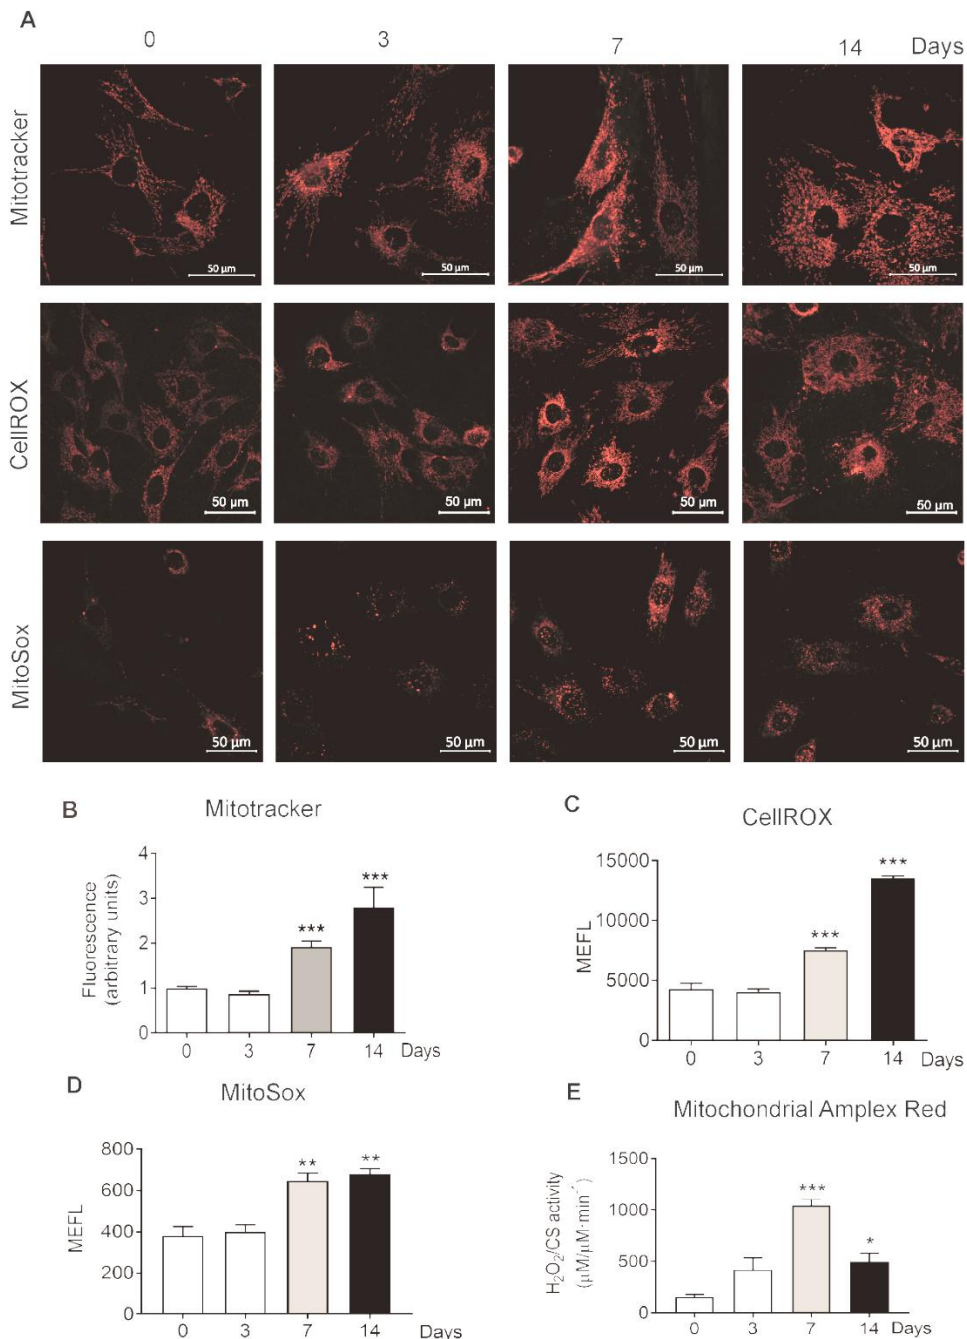 A
0 3 7 14 Days
Mitotracker
50 µm 50 µm 50 µm 50 µm
CellROX
50 µm 50 µm 50 µm 50 µm
MitoSox
50 µm 50 µm 50 µm 50 µm
B
Mitotracker
Fluorescence
(arbitrary units)
4
3
2
1
0
*** ***
0 3 7 14 Days
C
CellROX
MEFL
15000
10000
5000
0
*** ***
0 3 7 14 Days
D
MitoSox
MEFL
800
600
400
200
0
** **
0 3 7 14 Days
E
Mitochondrial Amplex Red
H₂O₂/CS activity
(µM/µM·min⁻
1500
1000
500
0
*** *
0 3 7 14 Days